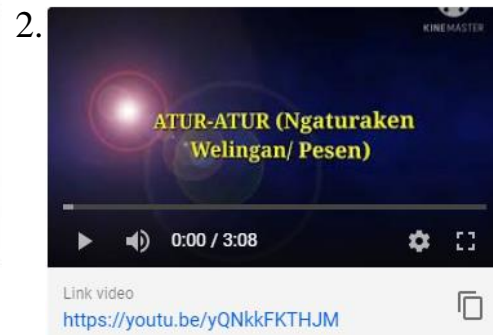 2.
KINEMASTER
ATUR-ATUR (Ngaturaken
Welingan/ Pesen)
0:00 / 3:08
Link video
https://youtu.be/yQNkkFKTHJM